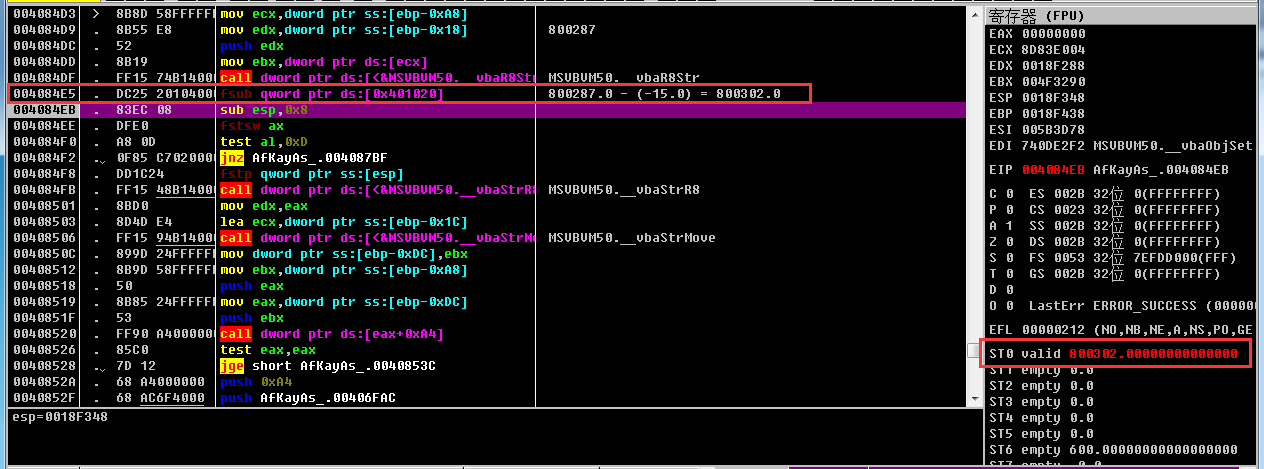 004084D3 > 8B8D 58FFFFFF mov ecx,dword ptr ss:[ebp-0xA8]
004084D9 . 8B55 E8 mov edx,dword ptr ss:[ebp-0x18] 800287
004084DC . 52 push edx
004084DD . 8B19 mov ebx,dword ptr ds:[ecx]
004084DF . FF15 74B14000 call dword ptr ds:[<&MSVBVM50.__vbaR8Str MSVBVM50.__vbaR8Str
004084E5 . DC25 20104000 fsub qword ptr ds:[0x401020] 800287.0 - (-15.0) = 800302.0
004084EB . 83EC 08 sub esp,0x8
004084EE . DFE0 fstsw ax
004084F0 . A8 0D test al,0xD
004084F2 . 0F85 C7020000 jnz AfKayAs_.004087BF
004084F8 . DD1C24 fstp qword ptr ss:[esp]
004084FB . FF15 48B14000 call dword ptr ds:[<&MSVBVM50.__vbaStrR8 MSVBVM50.__vbaStrR8
00408501 . 8BD0 mov edx,eax
00408503 . 8D4D E4 lea ecx,dword ptr ss:[ebp-0x1C]
00408506 . FF15 94B14000 call dword ptr ds:[<&MSVBVM50.__vbaStrMo MSVBVM50.__vbaStrMove
0040850C . 899D 24FFFFFF mov dword ptr ss:[ebp-0xDC],ebx
00408512 . 8B9D 58FFFFFF mov ebx,dword ptr ss:[ebp-0xA8]
00408518 . 50 push eax
00408519 . 8B85 24FFFFFF mov eax,dword ptr ss:[ebp-0xDC]
0040851F . 53 push ebx
00408520 . FF90 A4000000 call dword ptr ds:[eax+0xA4]
00408526 . 85C0 test eax,eax
00408528 . 7D 12 jge short AfKayAs_.0040853C
0040852A . 68 A4000000 push 0xA4
0040852F . 68 AC6F4000 push AfKayAs_.00406FAC
esp=0018F348
寄存器 (FPU)
EAX 00000000
ECX 8D83E004
EDX 0018F288
EBX 004F3290
ESP 0018F348
EBP 0018F438
ESI 005B3D78
EDI 740DE2F2 MSVBVM50.__vbaObjSet
EIP 004084EB AfKayAs_.004084EB
C 0 ES 002B 32位 0(FFFFFFFF)
P 0 CS 0023 32位 0(FFFFFFFF)
A 1 SS 002B 32位 0(FFFFFFFF)
Z 0 DS 002B 32位 0(FFFFFFFF)
S 0 FS 0053 32位 7EFDD000(FFF)
T 0 GS 002B 32位 0(FFFFFFFF)
D 0
O 0 LastErr ERROR_SUCCESS (000000
EFL 00000212 (NO,NB,NE,A,NS,PO,GE
ST0 valid 800302.00000000000000
ST1 empty 0.0
ST2 empty 0.0
ST3 empty 0.0
ST4 empty 0.0
ST5 empty 0.0
ST6 empty 600.00000000000000000